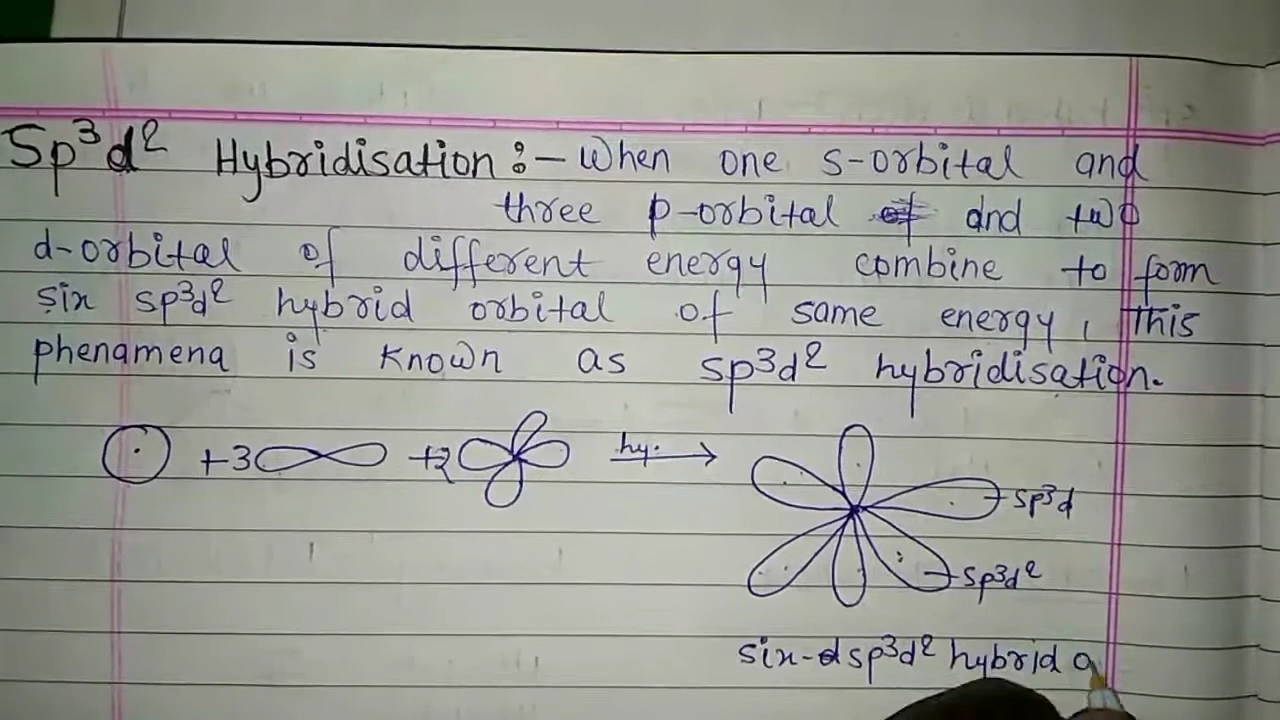 Sp³d² Hybridisation :- When one s-orbital and
three p-orbital and two
d-orbital of different energy combine to form
six sp³d² hybrid orbital of same energy, This
phenamena is known as sp³d² hybridisation.
+3 +2 hy.
sp³d
sp³d²
six-dsp³d² hybrid o